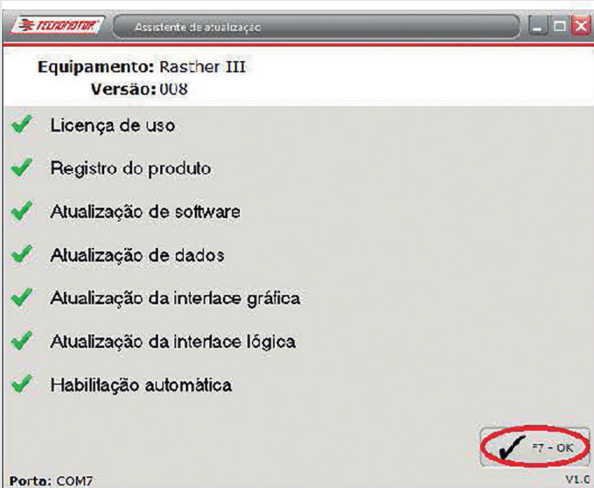 TECNOMOTOR
Assistente de atualização
Equipamento: Rasther III
Versão: 008
Licença de uso
Registro do produto
Atualização de software
Atualização de dados
Atualização da interface gráfica
Atualização da interface lógica
Habilitação automática
F7 - OK
Porta: COM7
V1.0